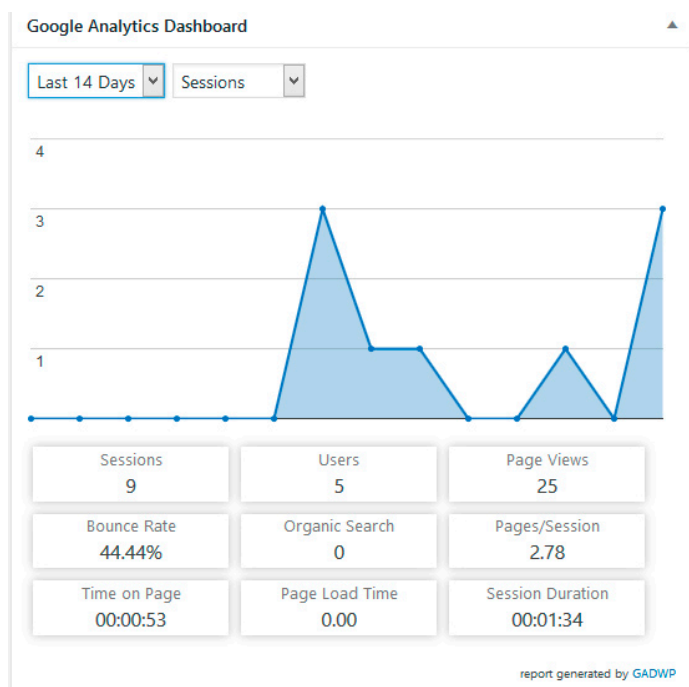 Google Analytics Dashboard
Last 14 Days Sessions
4
3
2
1
Sessions Users Page Views
9 5 25
Bounce Rate Organic Search Pages/Session
44.44% 0 2.78
Time on Page Page Load Time Session Duration
00:00:53 0.00 00:01:34
report generated by GADWP